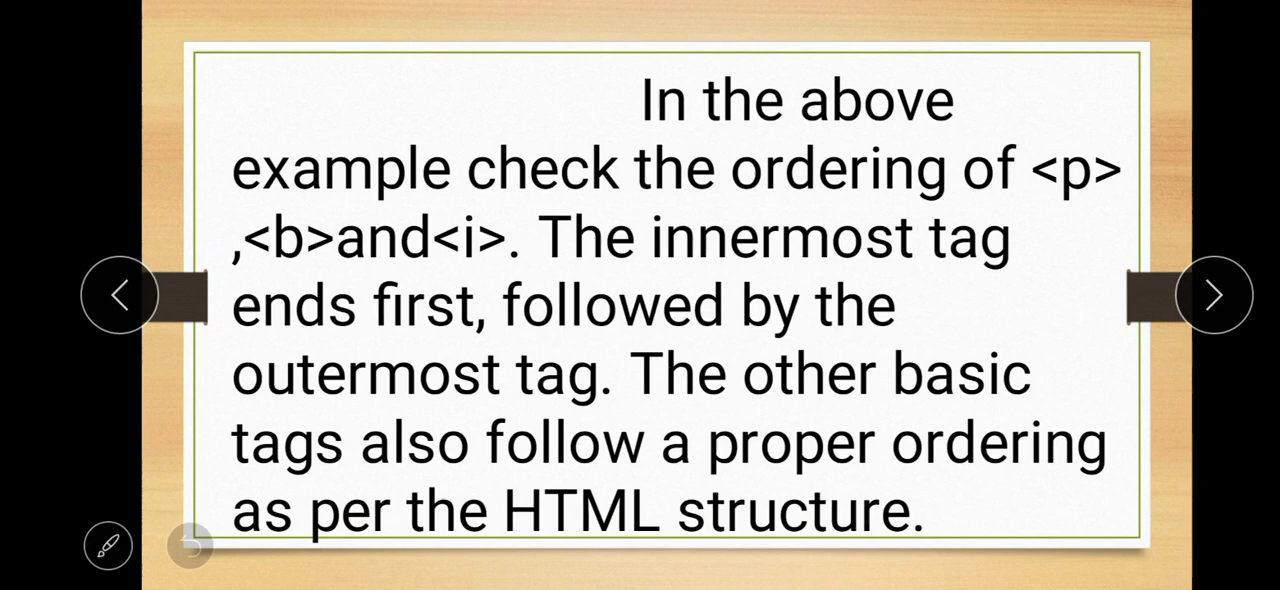 In the above
example check the ordering of <p>
,<b>and<i>. The innermost tag
ends first, followed by the
outermost tag. The other basic
tags also follow a proper ordering
as per the HTML structure.